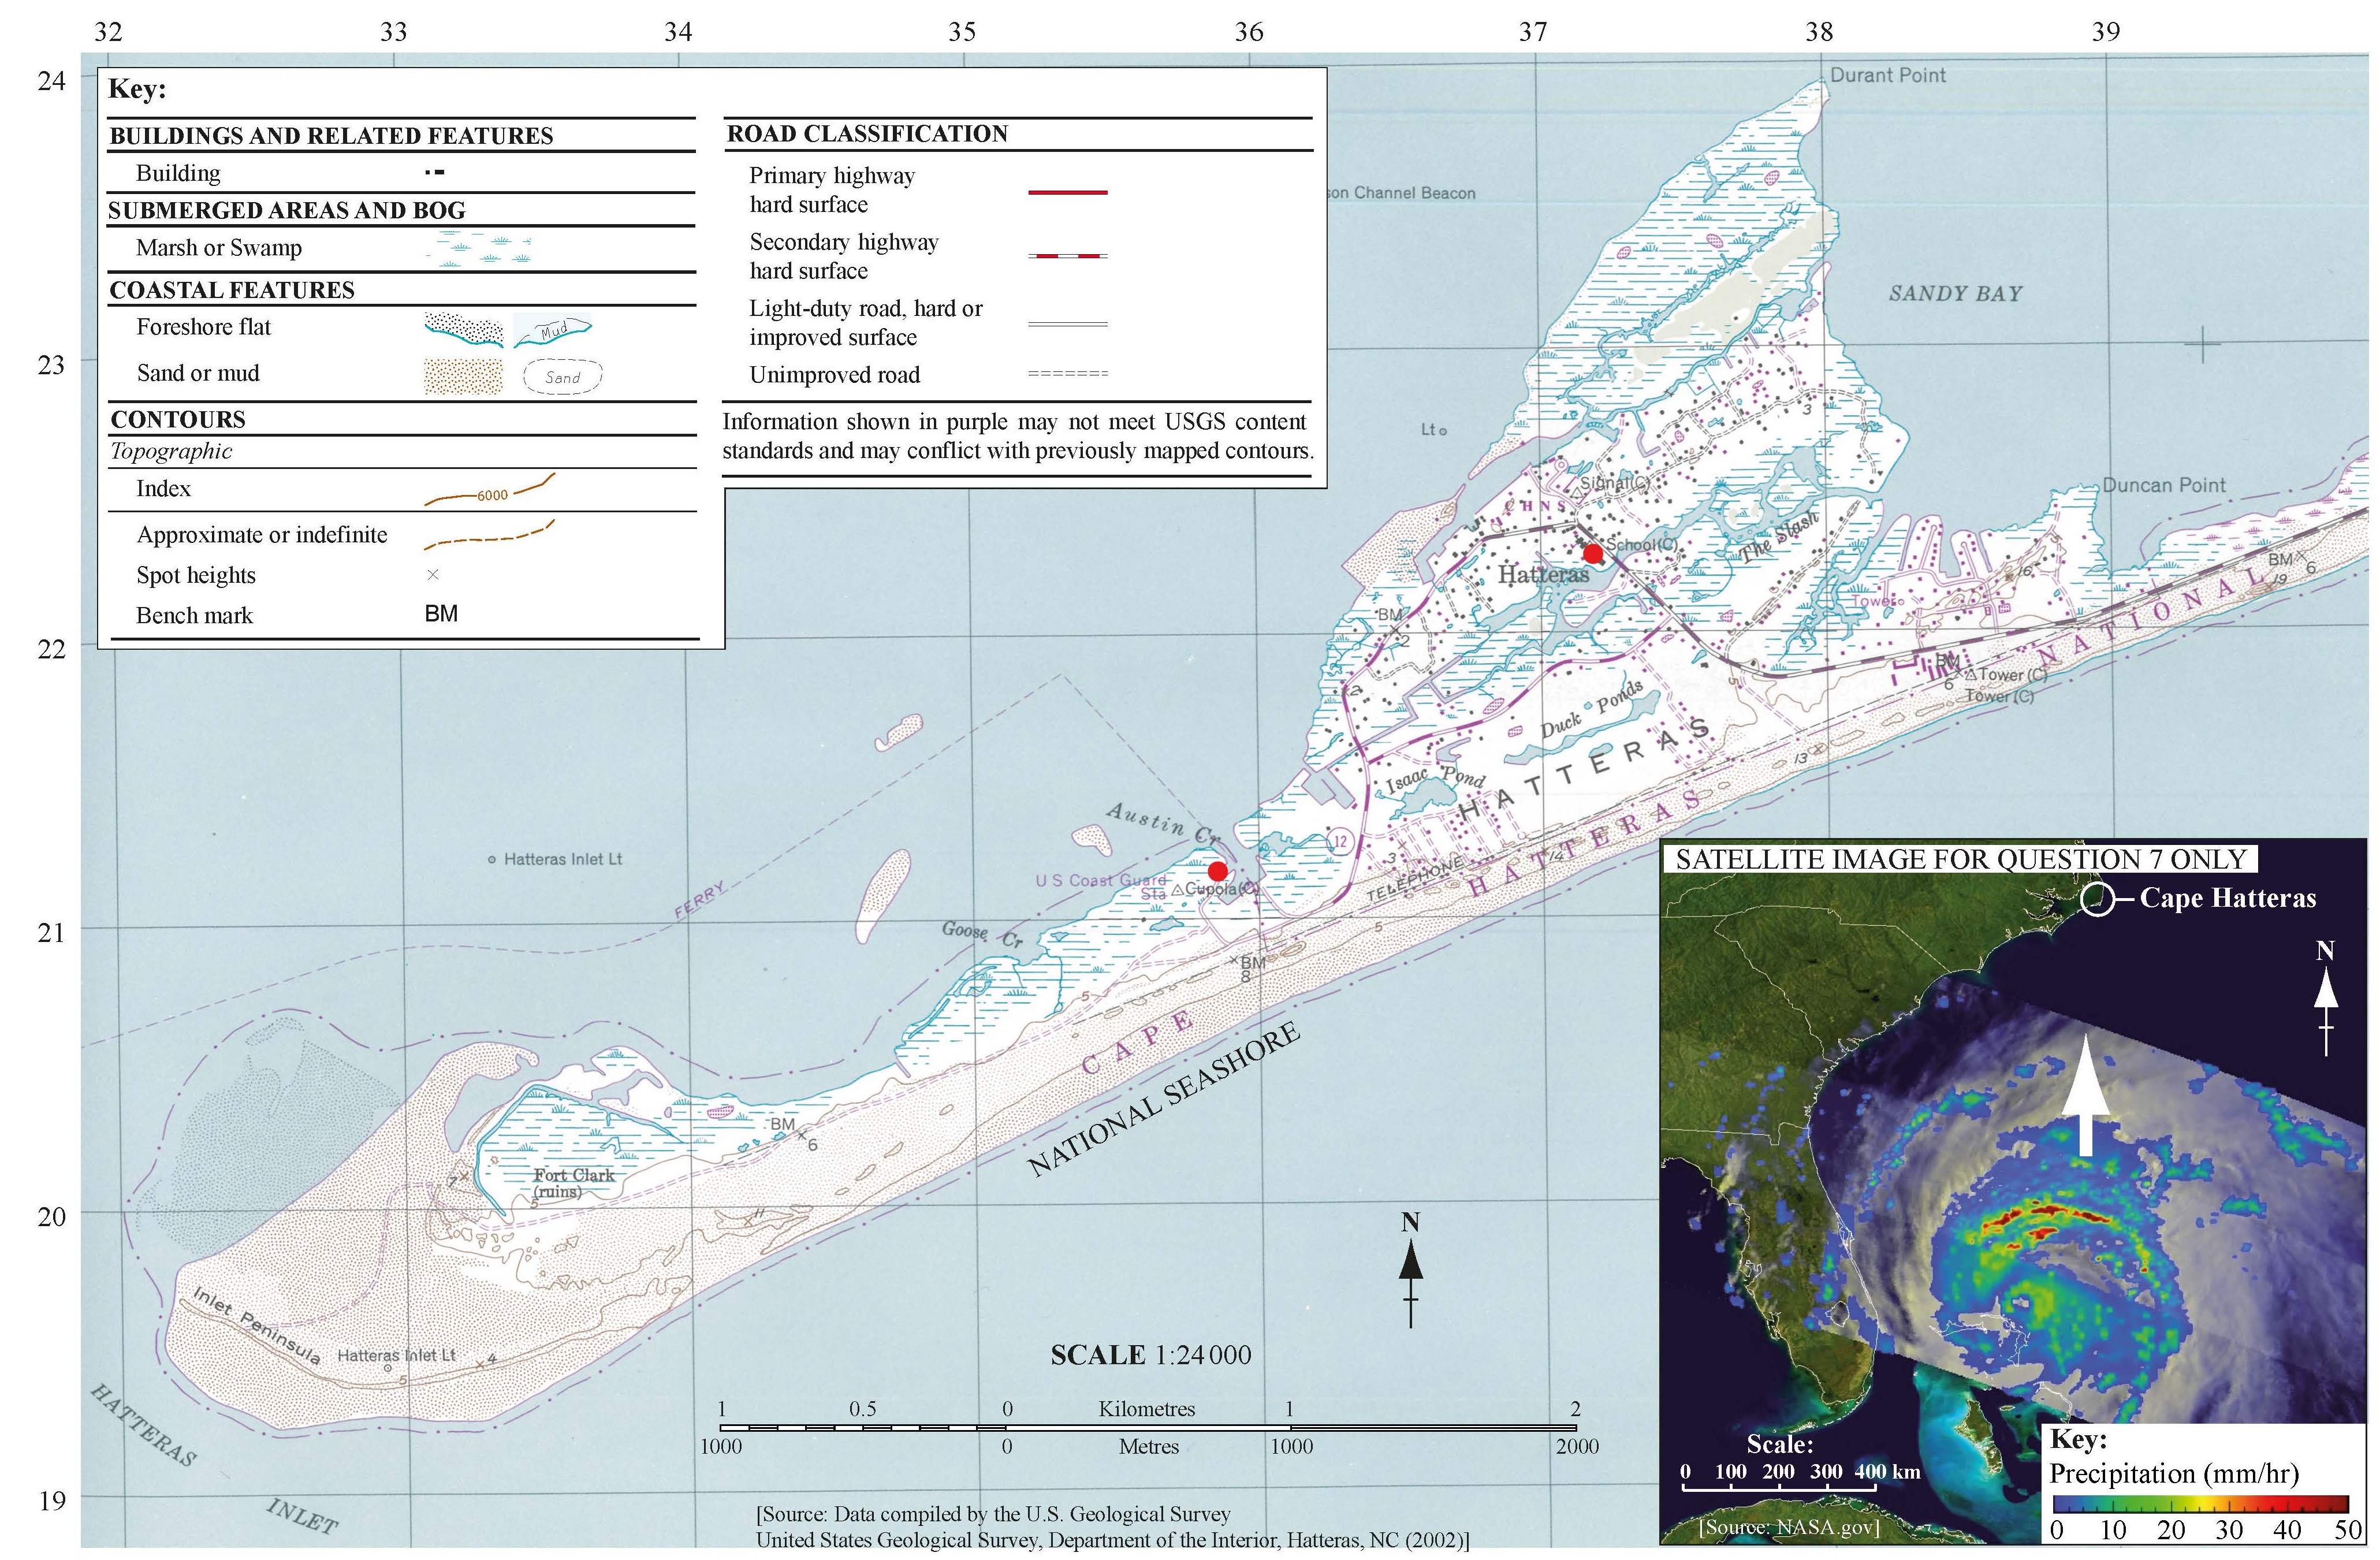 32 33 34 35 36 37 38 39
24
23
22
21
20
19
Key:
BUILDINGS AND RELATED FEATURES
Building
SUBMERGED AREAS AND BOG
Marsh or Swamp
COASTAL FEATURES
Foreshore flat
Mud
Sand or mud
Sand
CONTOURS
Topographic
Index
6000
Approximate or indefinite
Spot heights
Bench mark BM
ROAD CLASSIFICATION
Primary highway
hard surface
Secondary highway
hard surface
Light-duty road, hard or
improved surface
Unimproved road
Information shown in purple may not meet USGS content
standards and may conflict with previously mapped contours.
Durant Point
son Channel Beacon
SANDY BAY
3
Lt
Signal(C)
Duncan Point
CHNS
School(C)
The Slash
Hatteras
BM
6
16
19
Tower
BM
2
NATIONAL
BM
6
Tower (C)
Tower (C)
2
5
Duck Ponds
HATTERAS
13
Isaac Pond
Austin Cr
12
3
14
TELEPHONE
HATTERAS
Hatteras Inlet Lt
U S Coast Guard
Sta
Cupola(C)
FERRY
Goose Cr
5
BM
8
5
CAPE
NATIONAL SEASHORE
BM
6
7
Fort Clark
(ruins)
5
11
Inlet Peninsula
Hatteras Inlet Lt
4
5
HATTERAS
INLET
N
SCALE 1:24 000
1 0.5 0 Kilometres 1 2
1000 0 Metres 1000 2000
[Source: Data compiled by the U.S. Geological Survey
United States Geological Survey, Department of the Interior, Hatteras, NC (2002)]
SATELLITE IMAGE FOR QUESTION 7 ONLY
Cape Hatteras
N
Scale:
0 100 200 300 400 km
[Source: NASA.gov]
Key:
Precipitation (mm/hr)
0 10 20 30 40 50